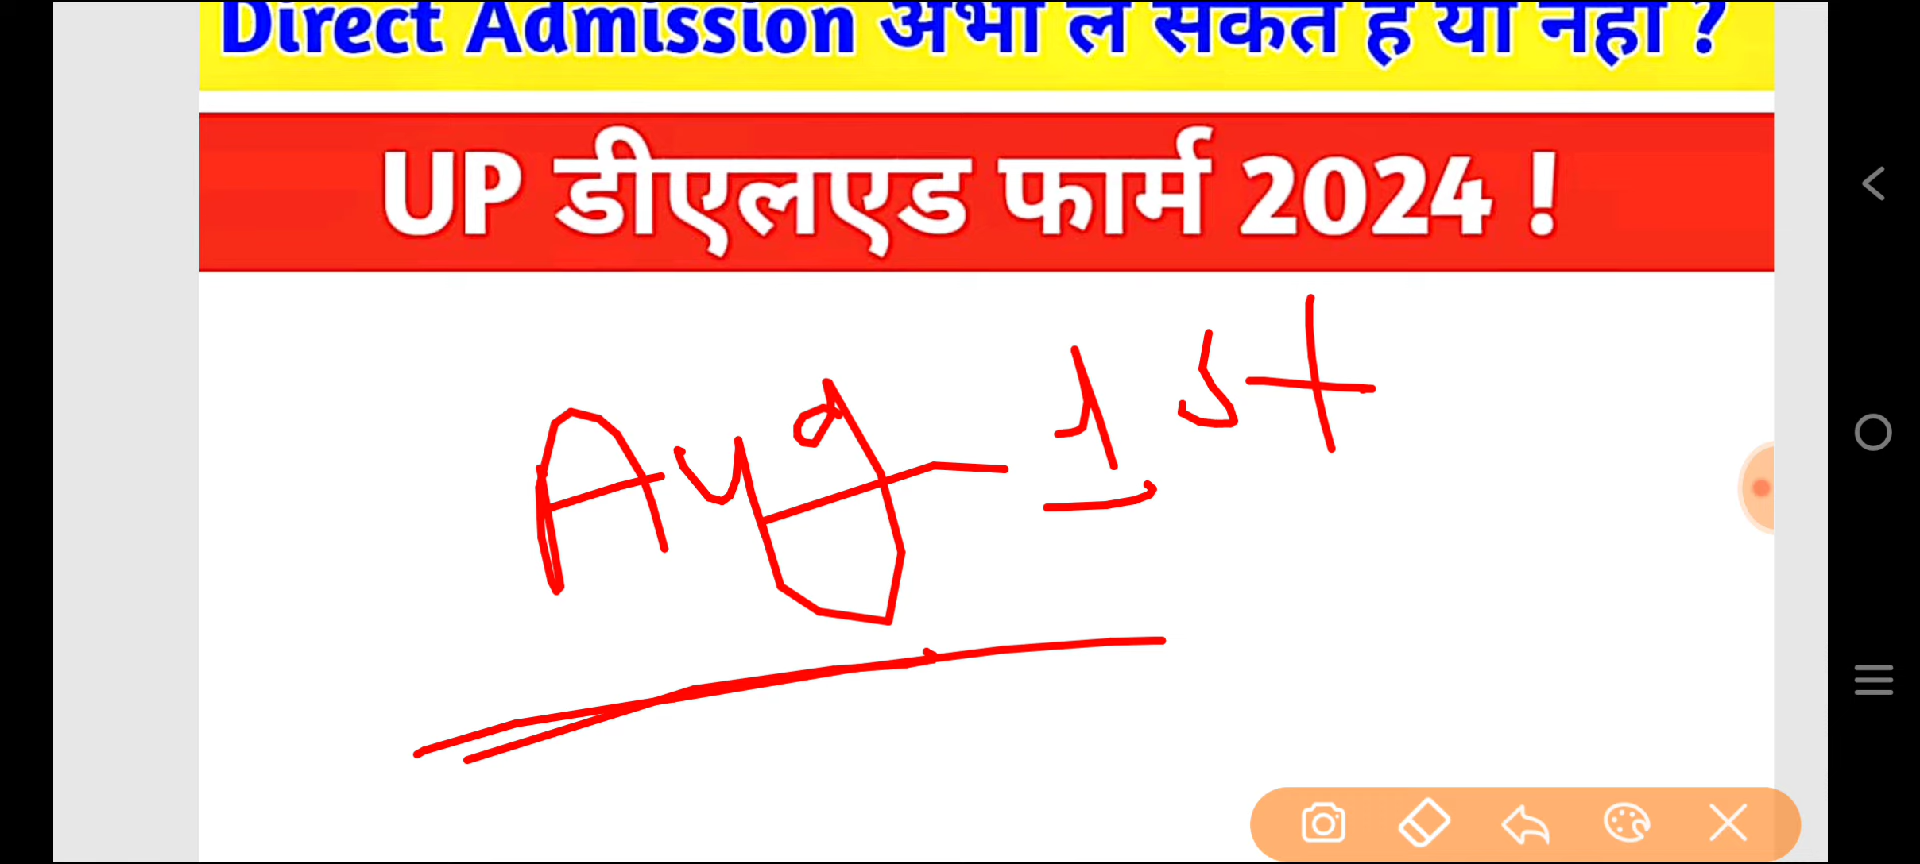 Direct Admission अभी ले सकते है या नहीं ?
UP डीएलएड फार्म 2024 !
Aug - 1st